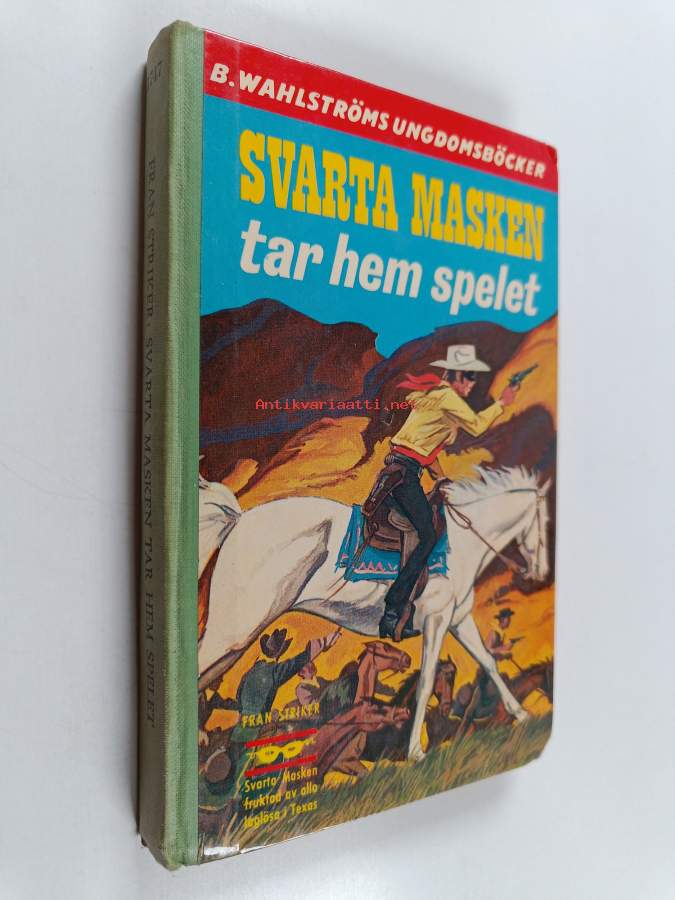 B. WAHLSTRÖMS UNGDOMSBÖCKER
SVARTA MASKEN
tar hem spelet
Antikvariaatti.net
FRAN STRIKER
Svarta Masken
fruktad av alla
laglösa i Texas
FRAN STRIKER, SVARTA MASKEN TAR HEM SPELET